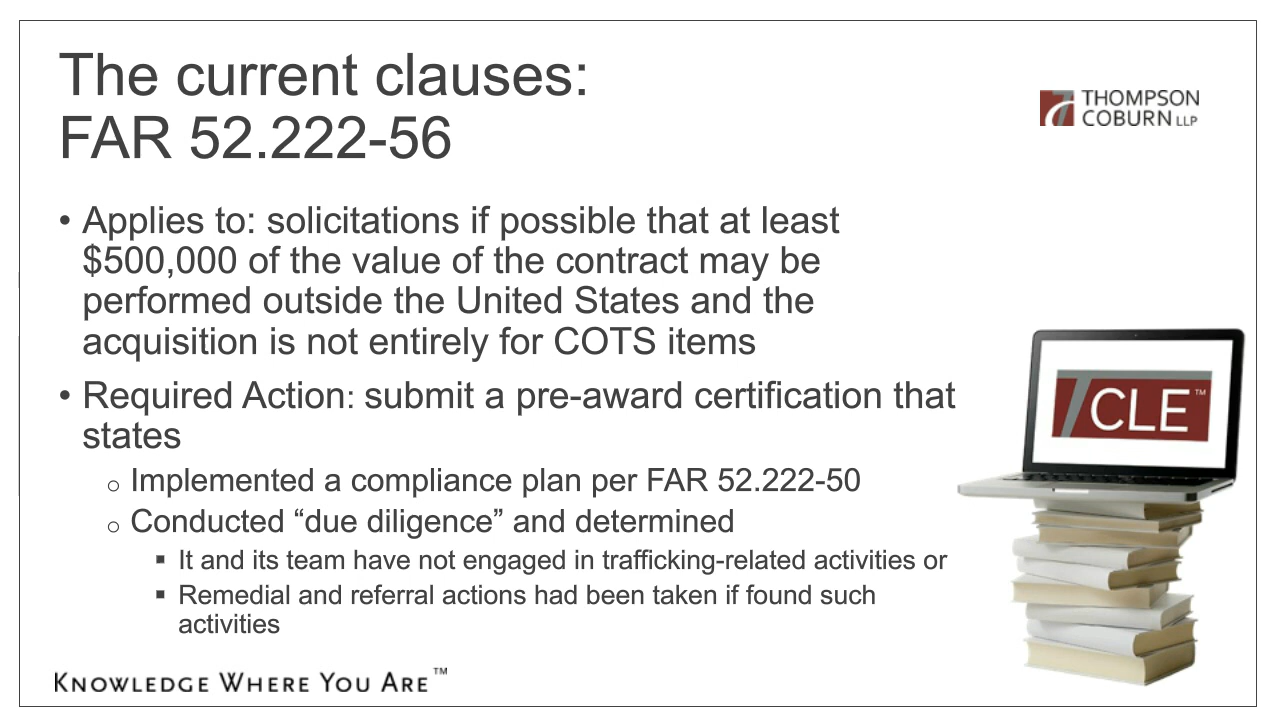 The current clauses:
FAR 52.222-56
THOMPSON
COBURN LLP
• Applies to: solicitations if possible that at least
$500,000 of the value of the contract may be
performed outside the United States and the
acquisition is not entirely for COTS items
• Required Action: submit a pre-award certification that
states
o Implemented a compliance plan per FAR 52.222-50
o Conducted “due diligence” and determined
▪ It and its team have not engaged in trafficking-related activities or
▪ Remedial and referral actions had been taken if found such
activities
CLE™
KNOWLEDGE WHERE YOU ARE™